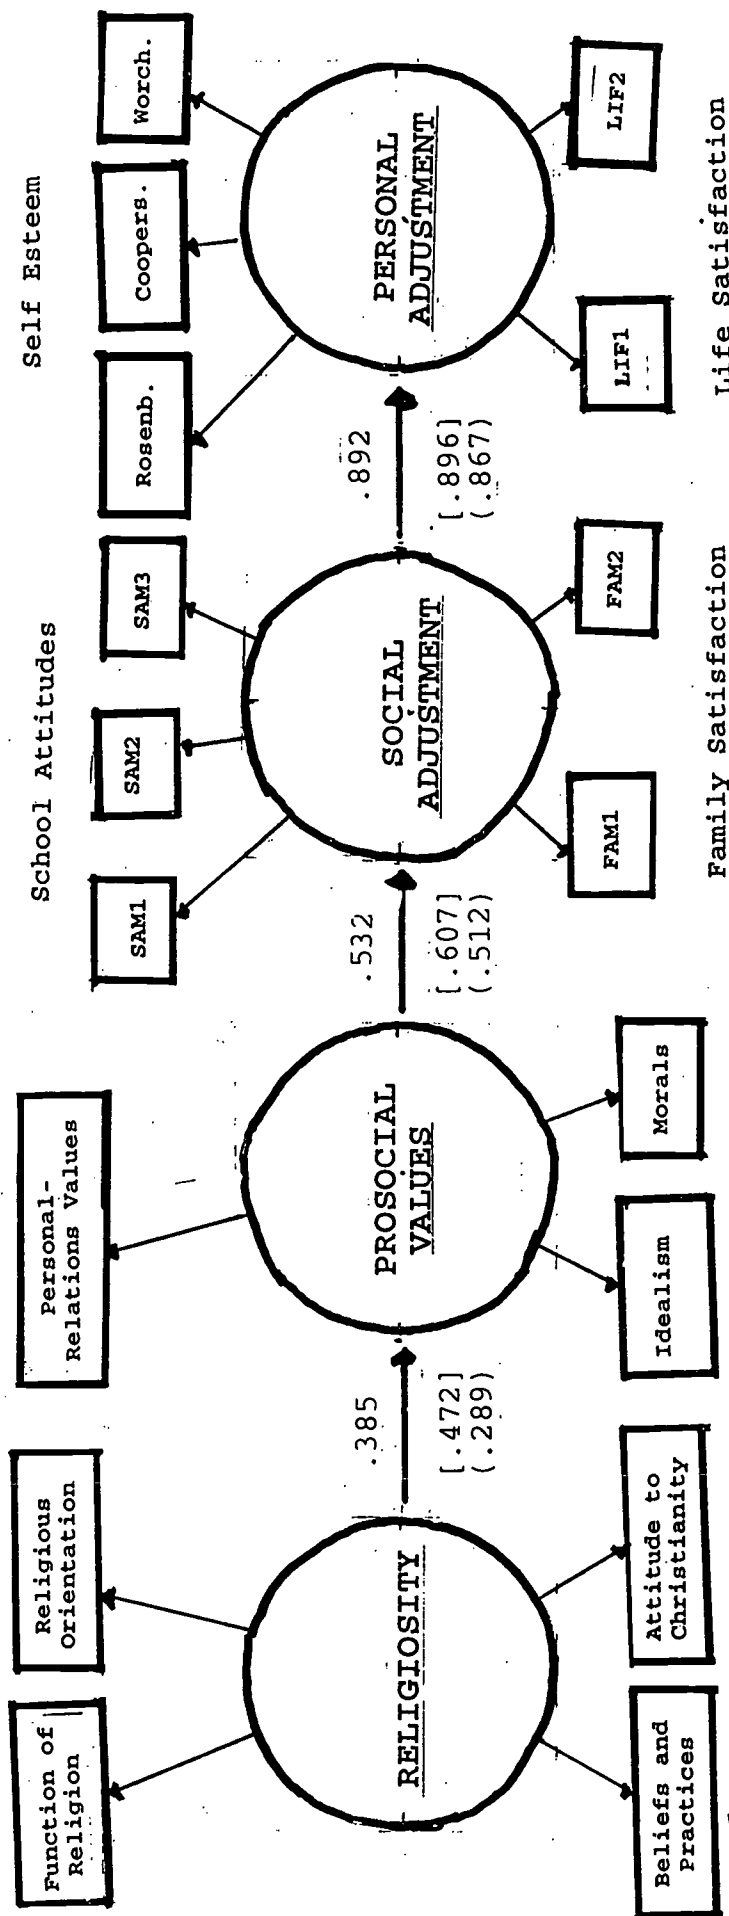 Self Esteem
School Attitudes
Function of
Religion
Religious
Orientation
Personal-
Relations Values
SAM1
SAM2
SAM3
Rosenb.
Coopers.
Worch.
RELIGIOSITY
.385
[.472]
(.289)
PROSOCIAL
VALUES
.532
[.607]
(.512)
SOCIAL
ADJUSTMENT
.892
[.896]
(.867)
PERSONAL
ADJUSTMENT
Beliefs and
Practices
Attitude to
Christianity
Idealism
Morals
FAM1
FAM2
LIF1
LIF2
Family Satisfaction
Life Satisfaction